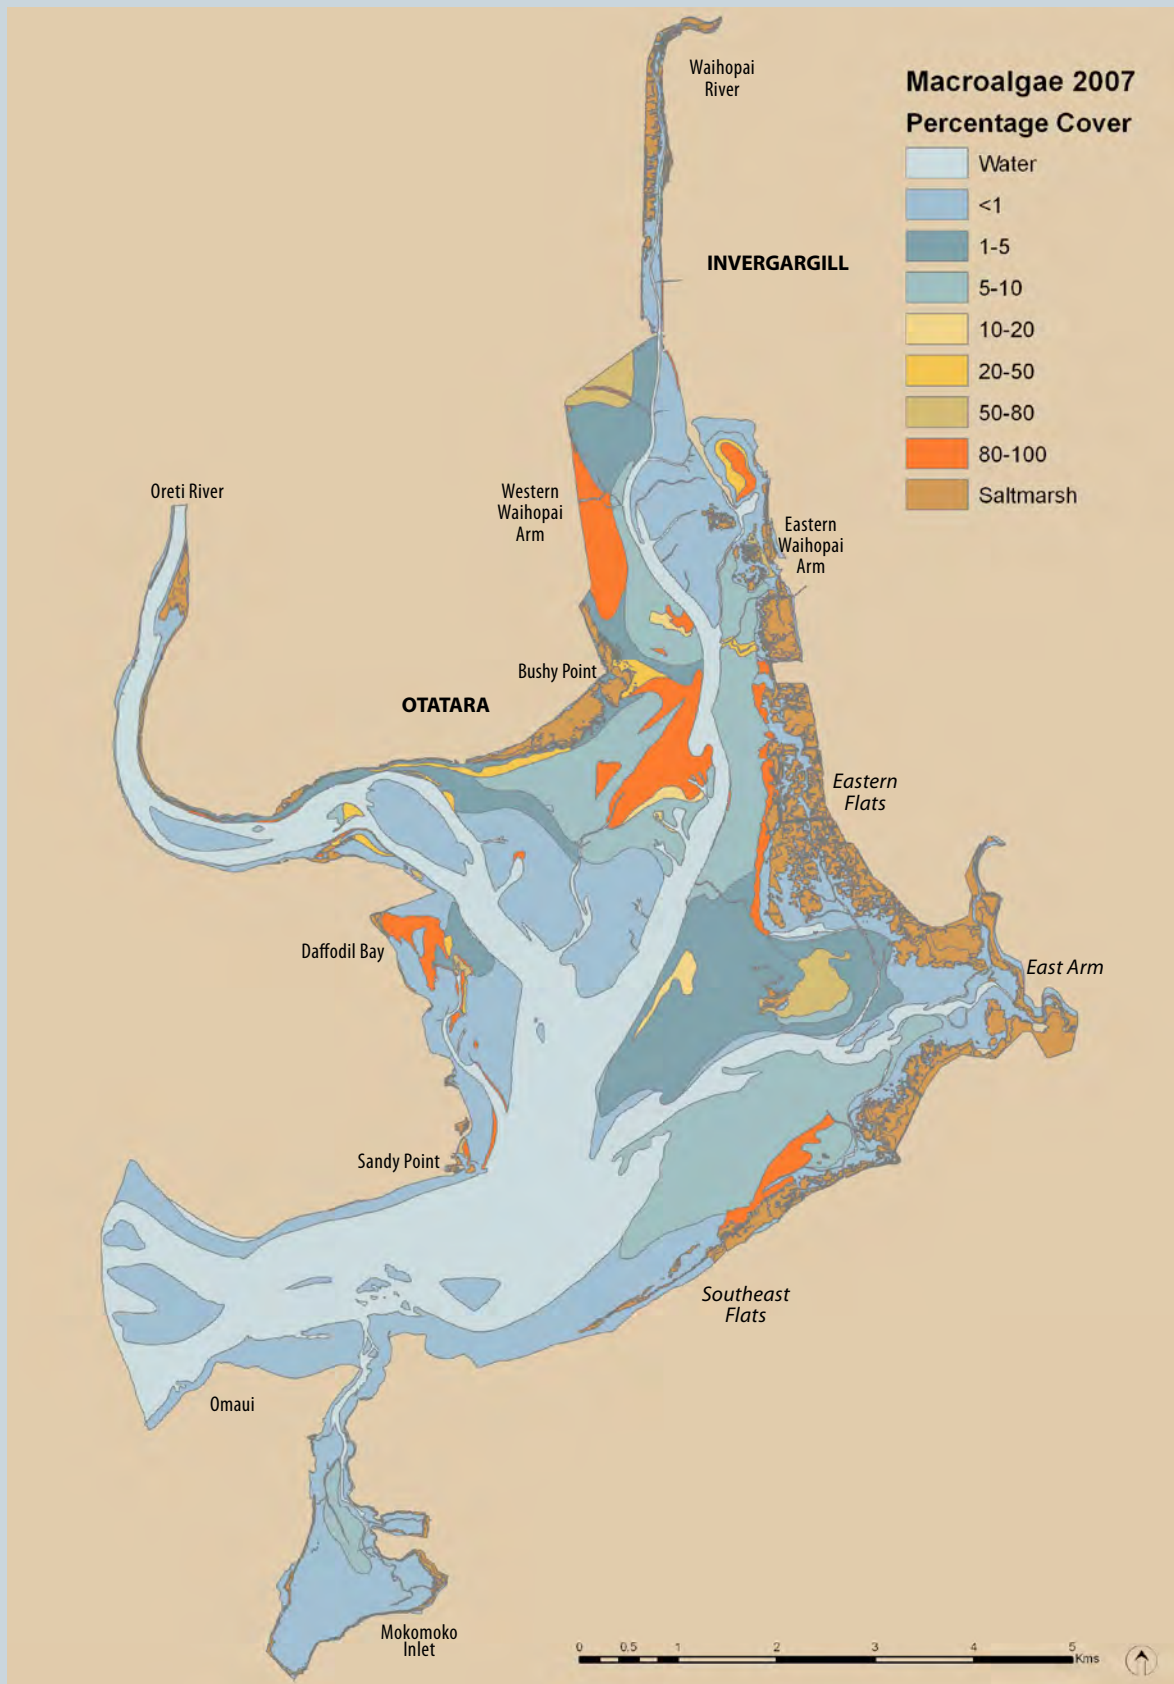 Macroalgae 2007
Percentage Cover
Water
<1
1-5
5-10
10-20
20-50
50-80
80-100
Saltmarsh
Waihopai
River
INVERGARGILL
Oreti River
Western
Waihopai
Arm
Eastern
Waihopai
Arm
Bushy Point
OTATARA
Eastern
Flats
Daffodil Bay
East Arm
Sandy Point
Southeast
Flats
Omaui
Mokomoko
Inlet
0 0.5 1 2 3 4 5
Kms